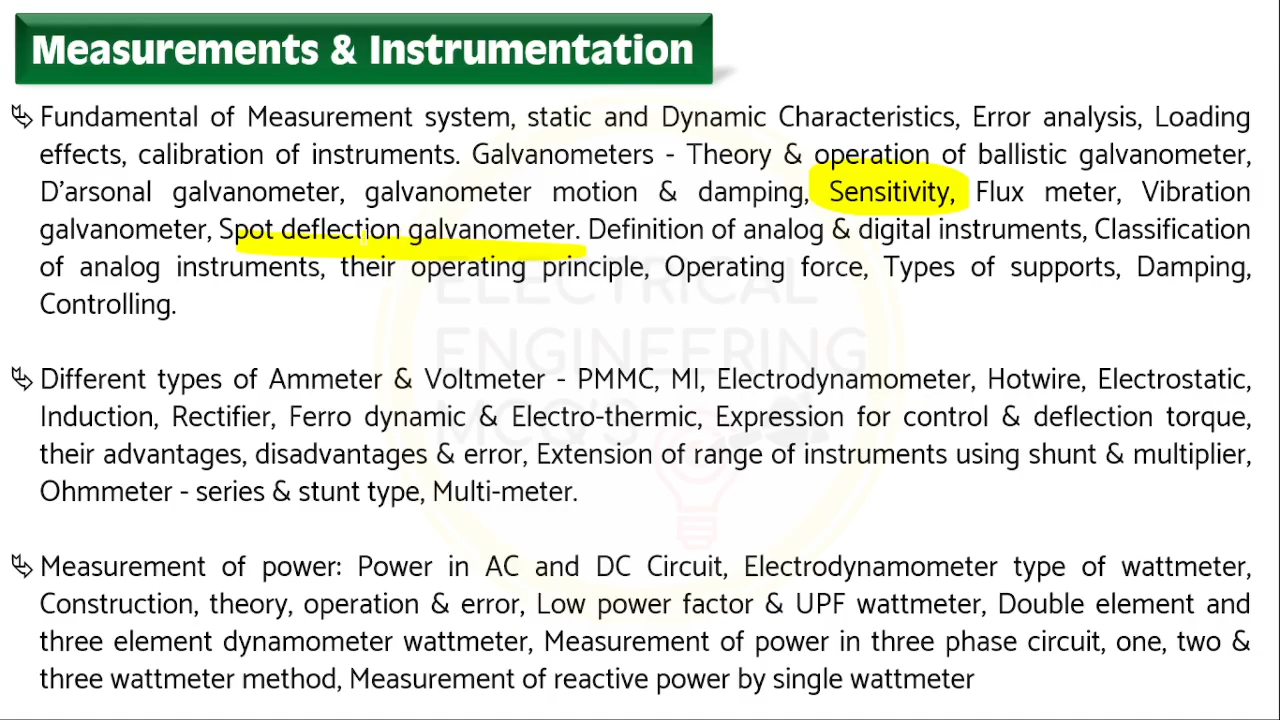 Measurements & Instrumentation
Fundamental of Measurement system, static and Dynamic Characteristics, Error analysis, Loading
effects, calibration of instruments. Galvanometers - Theory & operation of ballistic galvanometer,
D'arsonal galvanometer, galvanometer motion & damping, Sensitivity, Flux meter, Vibration
galvanometer, Spot deflection galvanometer. Definition of analog & digital instruments, Classification
of analog instruments, their operating principle, Operating force, Types of supports, Damping,
Controlling.
Different types of Ammeter & Voltmeter - PMMC, MI, Electrodynamometer, Hotwire, Electrostatic,
Induction, Rectifier, Ferro dynamic & Electro-thermic, Expression for control & deflection torque,
their advantages, disadvantages & error, Extension of range of instruments using shunt & multiplier,
Ohmmeter - series & stunt type, Multi-meter.
Measurement of power: Power in AC and DC Circuit, Electrodynamometer type of wattmeter,
Construction, theory, operation & error, Low power factor & UPF wattmeter, Double element and
three element dynamometer wattmeter, Measurement of power in three phase circuit, one, two &
three wattmeter method, Measurement of reactive power by single wattmeter
ELECTRICAL
ENGINEERING
MCQ'S